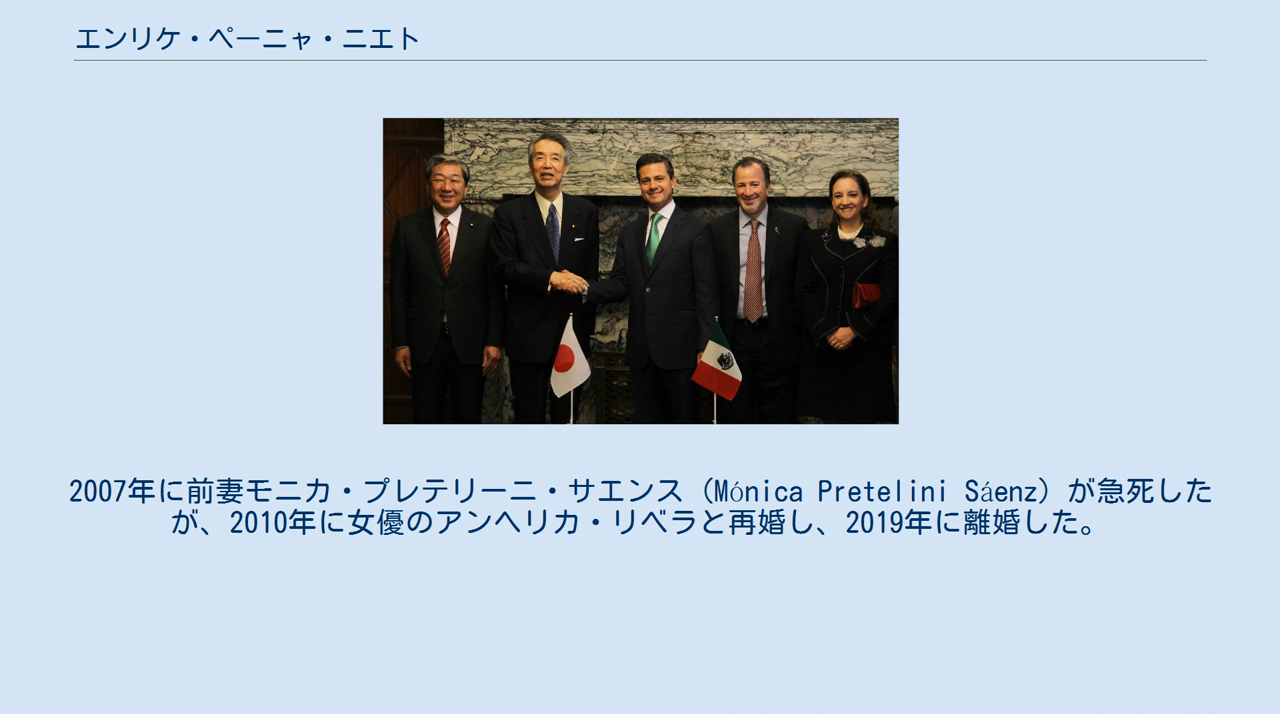 エンリケ・ペーニャ・ニエト
2007年に前妻モニカ・プレテリーニ・サエンス（Mónica Pretelini Sáenz）が急死した
が、2010年に女優のアンヘリカ・リベラと再婚し、2019年に離婚した。